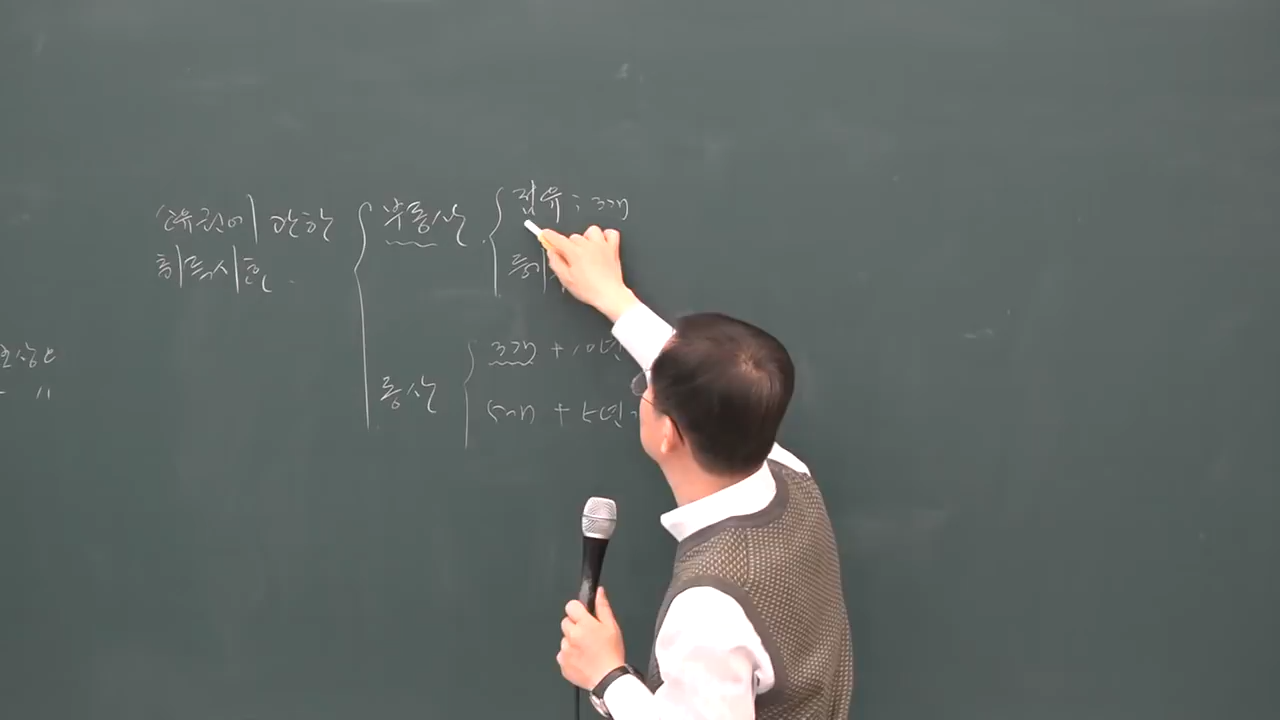 소유권에 관한
취득시효.
부동산
점유 : 3개
등기
동산
3개 + 10년
5개 + 5년
"